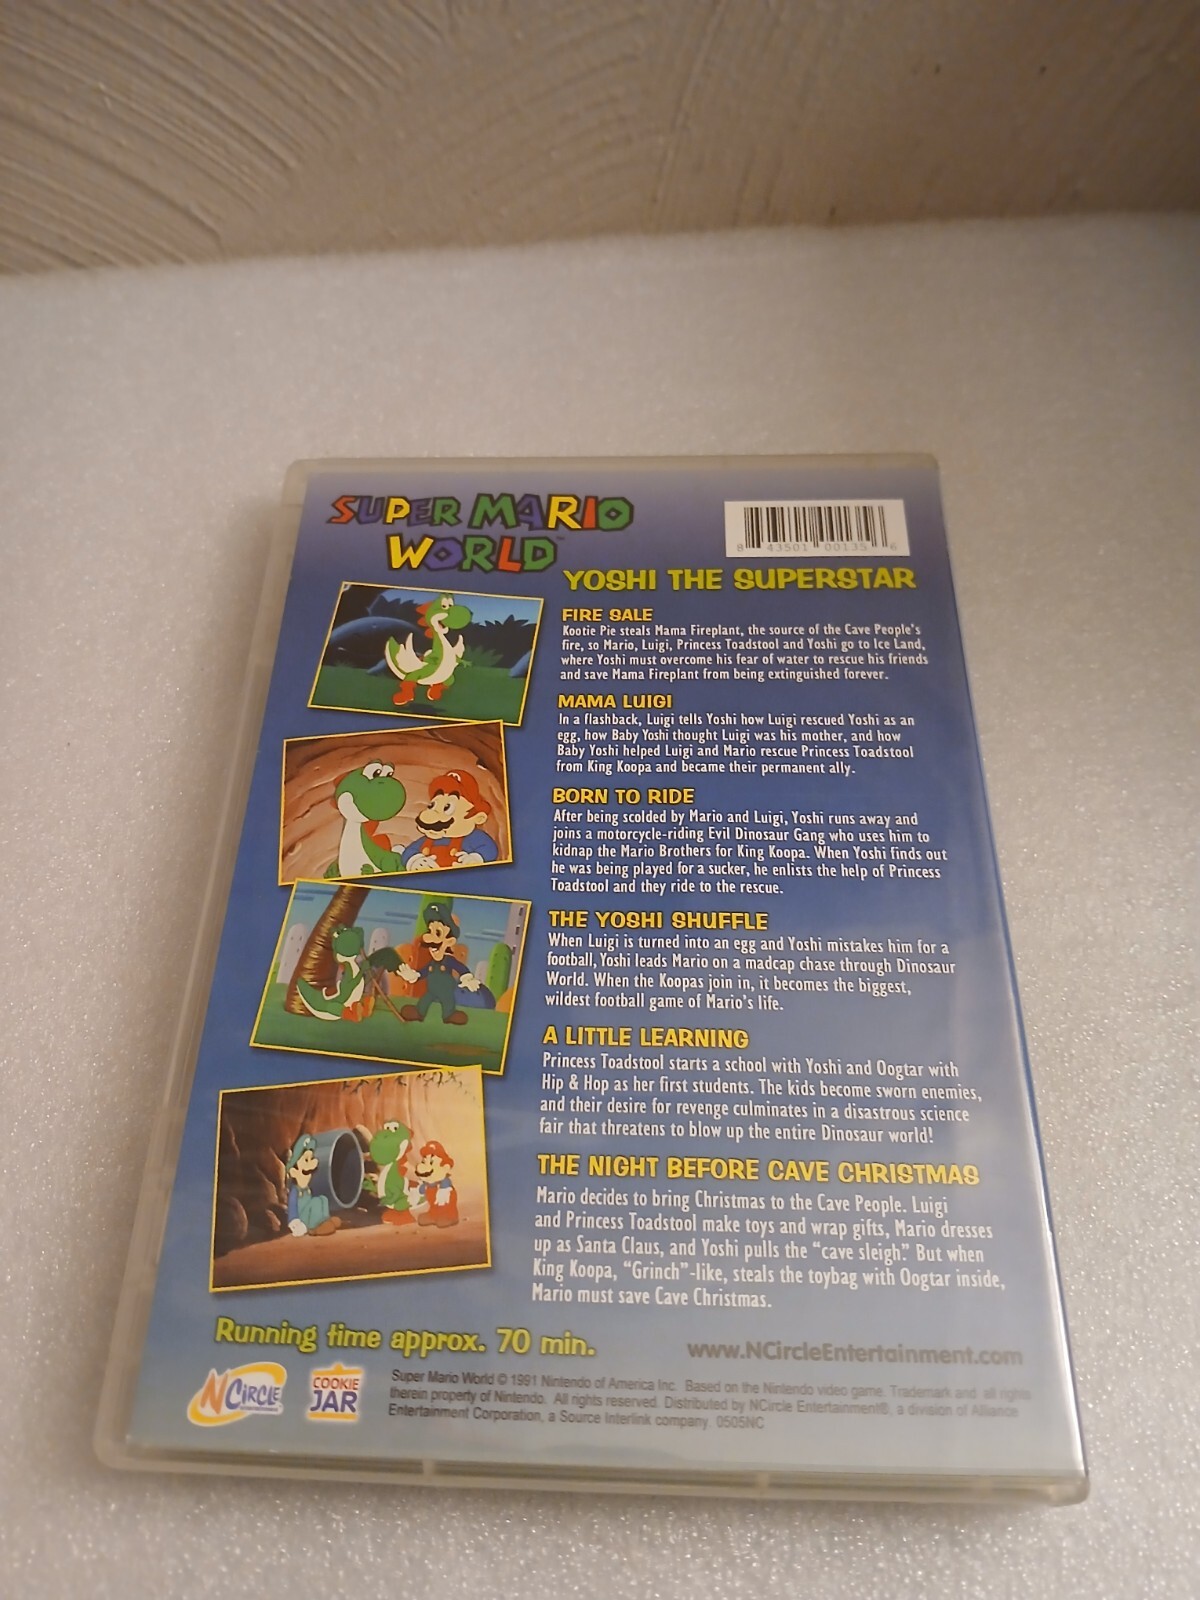 SUPER MARIO
WORLD™
8 43501 00135 6
YOSHI THE SUPERSTAR
FIRE SALE
Kootie Pie steals Mama Fireplant, the source of the Cave People's
fire, so Mario, Luigi, Princess Toadstool and Yoshi go to Ice Land,
where Yoshi must overcome his fear of water to rescue his friends
and save Mama Fireplant from being extinguished forever.
MAMA LUIGI
In a flashback, Luigi tells Yoshi how Luigi rescued Yoshi as an
egg, how Baby Yoshi thought Luigi was his mother, and how
Baby Yoshi helped Luigi and Mario rescue Princess Toadstool
from King Koopa and became their permanent ally.
BORN TO RIDE
After being scolded by Mario and Luigi, Yoshi runs away and
joins a motorcycle-riding Evil Dinosaur Gang who uses him to
kidnap the Mario Brothers for King Koopa. When Yoshi finds out
he was being played for a sucker, he enlists the help of Princess
Toadstool and they ride to the rescue.
THE YOSHI SHUFFLE
When Luigi is turned into an egg and Yoshi mistakes him for a
football, Yoshi leads Mario on a madcap chase through Dinosaur
World. When the Koopas join in, it becomes the biggest,
wildest football game of Mario's life.
A LITTLE LEARNING
Princess Toadstool starts a school with Yoshi and Oogtar with
Hip & Hop as her first students. The kids become sworn enemies,
and their desire for revenge culminates in a disastrous science
fair that threatens to blow up the entire Dinosaur world!
THE NIGHT BEFORE CAVE CHRISTMAS
Mario decides to bring Christmas to the Cave People. Luigi
and Princess Toadstool make toys and wrap gifts, Mario dresses
up as Santa Claus, and Yoshi pulls the "cave sleigh." But when
King Koopa, "Grinch"-like, steals the toybag with Oogtar inside,
Mario must save Cave Christmas.
Running time approx. 70 min.
www.NCircleEntertainment.com
NCIRCLE
COOKIE
JAR
Super Mario World © 1991 Nintendo of America Inc. Based on the Nintendo video game. Trademark and all rights
therein property of Nintendo. All rights reserved. Distributed by NCircle Entertainment®, a division of Alliance
Entertainment Corporation, a Source Interlink company. 0505NC